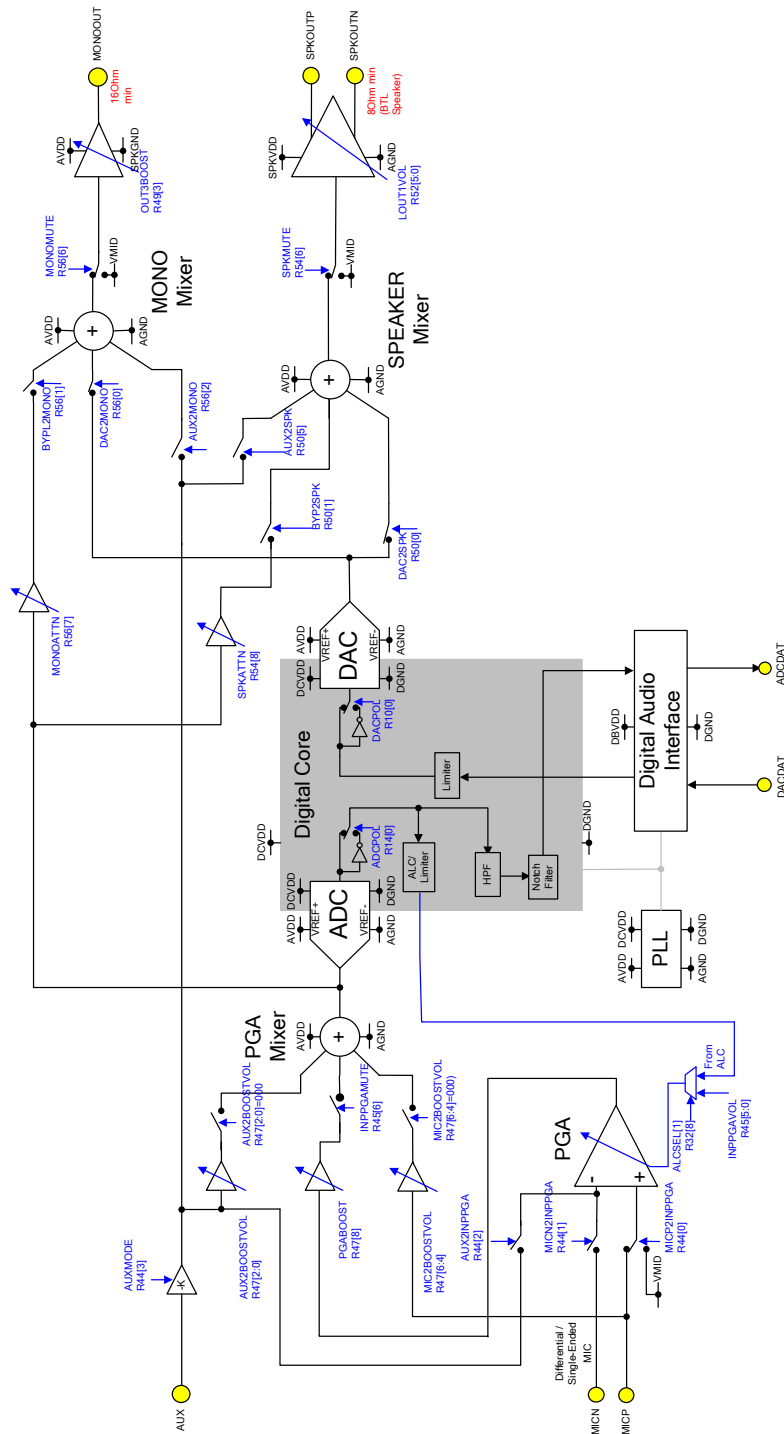 AUX
AUXMODE
R44[3]
-K
AUX2BOOSTVOL
R47[2:0]
AUX2BOOSTVOL
R47[2:0]=000
PGABOOST
R47[8]
INPPGAMUTE
R45[6]
MIC2BOOSTVOL
R47[6:4]
MIC2BOOSTVOL
R47[6:4]=000)
AUX2INPPGA
R44[2]
MICN2INPPGA
R44[1]
MICP2INPPGA
R44[0]
VMID
Differential /
Single-Ended
MIC
MICN
MICP
PGA
-
+
ALCSEL[1]
R32[8]
INPPGAVOL
R45[5:0]
From
ALC
PGA
Mixer
AVDD
+
AGND
AVDD
DCVDD
VREF+
ADC
VREF-
AGND
DGND
DCVDD
Digital Core
DGND
ADCPOL
R14[0]
ALC/
Limiter
HPF
Notch
Filter
Limiter
DACPOL
R10[0]
DCVDD
AVDD
VREF+
DAC
VREF-
DGND
AGND
AVDD
DCVDD
PLL
AGND
DGND
DBVDD
Digital Audio
Interface
DGND
DACDAT
ADCDAT
MONOATTN
R56[7]
SPKATTN
R54[8]
BYPL2MONO
R56[1]
DAC2MONO
R56[0]
AUX2MONO
R56[2]
AUX2SPK
R50[5]
BYP2SPK
R50[1]
DAC2SPK
R50[0]
AVDD
+
AGND
MONO
Mixer
AVDD
+
AGND
SPEAKER
Mixer
MONOMUTE
R56[6]
VMID
SPKMUTE
R54[6]
VMID
AVDD
SPKGND
OUT3BOOST
R49[3]
MONOOUT
16Ohm
min
SPKVDD
AGND
LOUT1VOL
R52[5:0]
SPKOUTP
SPKOUTN
8Ohm min
(BTL
Speaker)